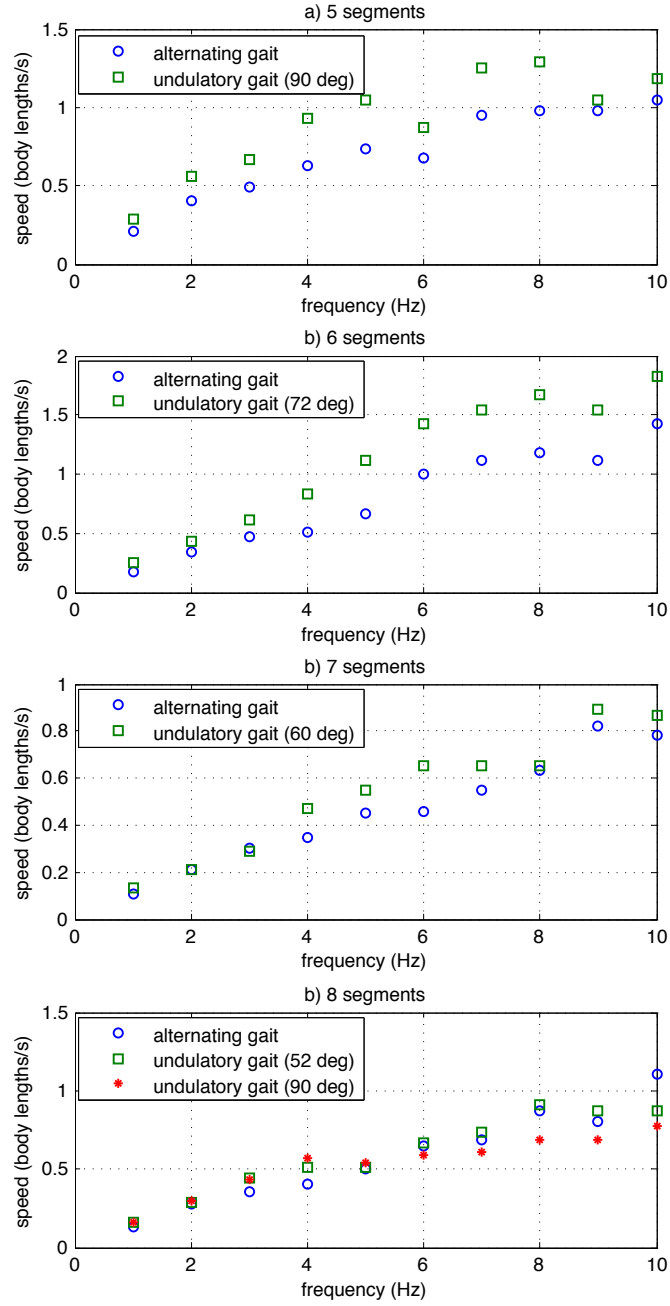 a) 5 segments
1.5
1
0.5
0
speed (body lengths/s)
alternating gait
undulatory gait (90 deg)
0 2 4 6 8 10
frequency (Hz)
b) 6 segments
2
1.5
1
0.5
0
speed (body lengths/s)
alternating gait
undulatory gait (72 deg)
0 2 4 6 8 10
frequency (Hz)
b) 7 segments
1
0.8
0.6
0.4
0.2
0
speed (body lengths/s)
alternating gait
undulatory gait (60 deg)
0 2 4 6 8 10
frequency (Hz)
b) 8 segments
1.5
1
0.5
0
speed (body lengths/s)
alternating gait
undulatory gait (52 deg)
undulatory gait (90 deg)
0 2 4 6 8 10
frequency (Hz)